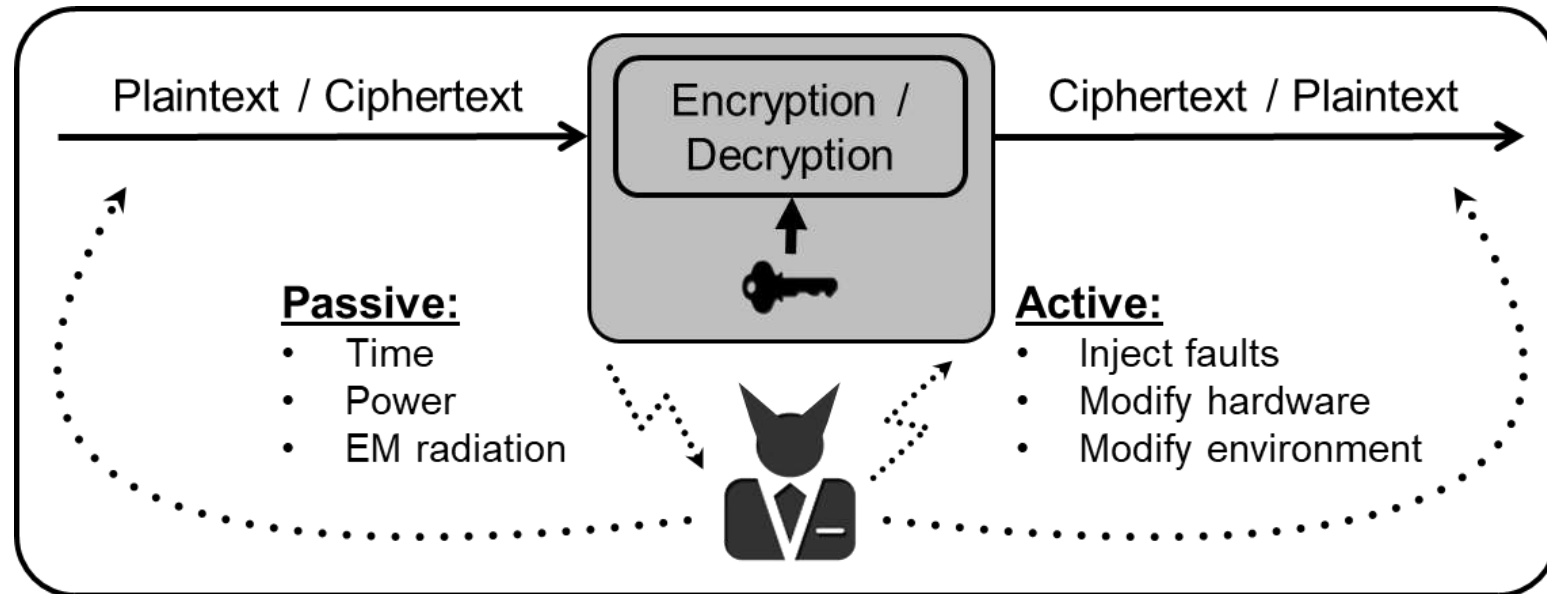 Plaintext / Ciphertext
Encryption /
Decryption
Ciphertext / Plaintext
Passive:
• Time
• Power
• EM radiation
Active:
• Inject faults
• Modify hardware
• Modify environment